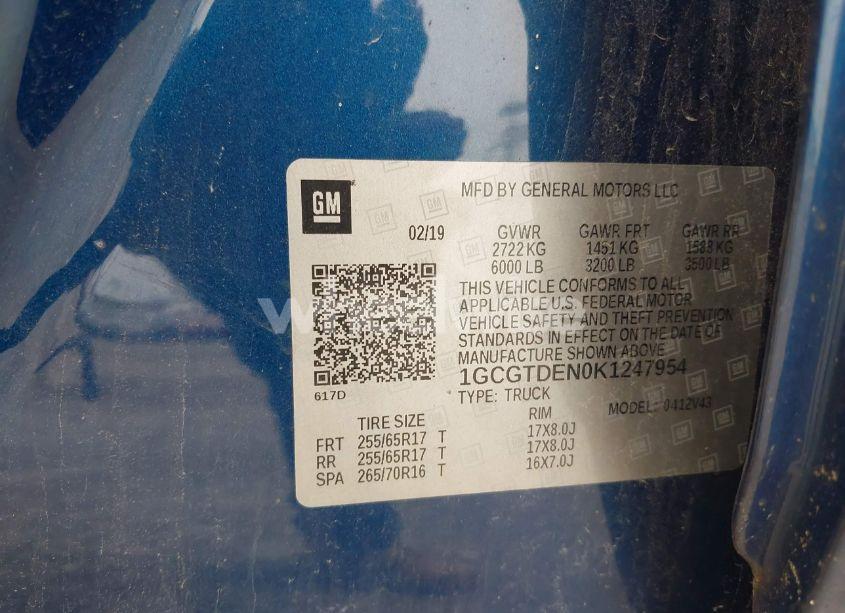 GM
MFD BY GENERAL MOTORS LLC
02/19 GVWR GAWR FRT GAWR RR
2722 KG 1451 KG 1588 KG
6000 LB 3200 LB 3500 LB
THIS VEHICLE CONFORMS TO ALL
APPLICABLE U.S. FEDERAL MOTOR
VEHICLE SAFETY AND THEFT PREVENTION
STANDARDS IN EFFECT ON THE DATE OF
MANUFACTURE SHOWN ABOVE
1GCGTDEN0K1247954
617D
TYPE: TRUCK
MODEL: 0412V43
TIRE SIZE RIM
FRT 255/65R17 T 17X8.0J
RR 255/65R17 T 17X8.0J
SPA 265/70R16 T 16X7.0J